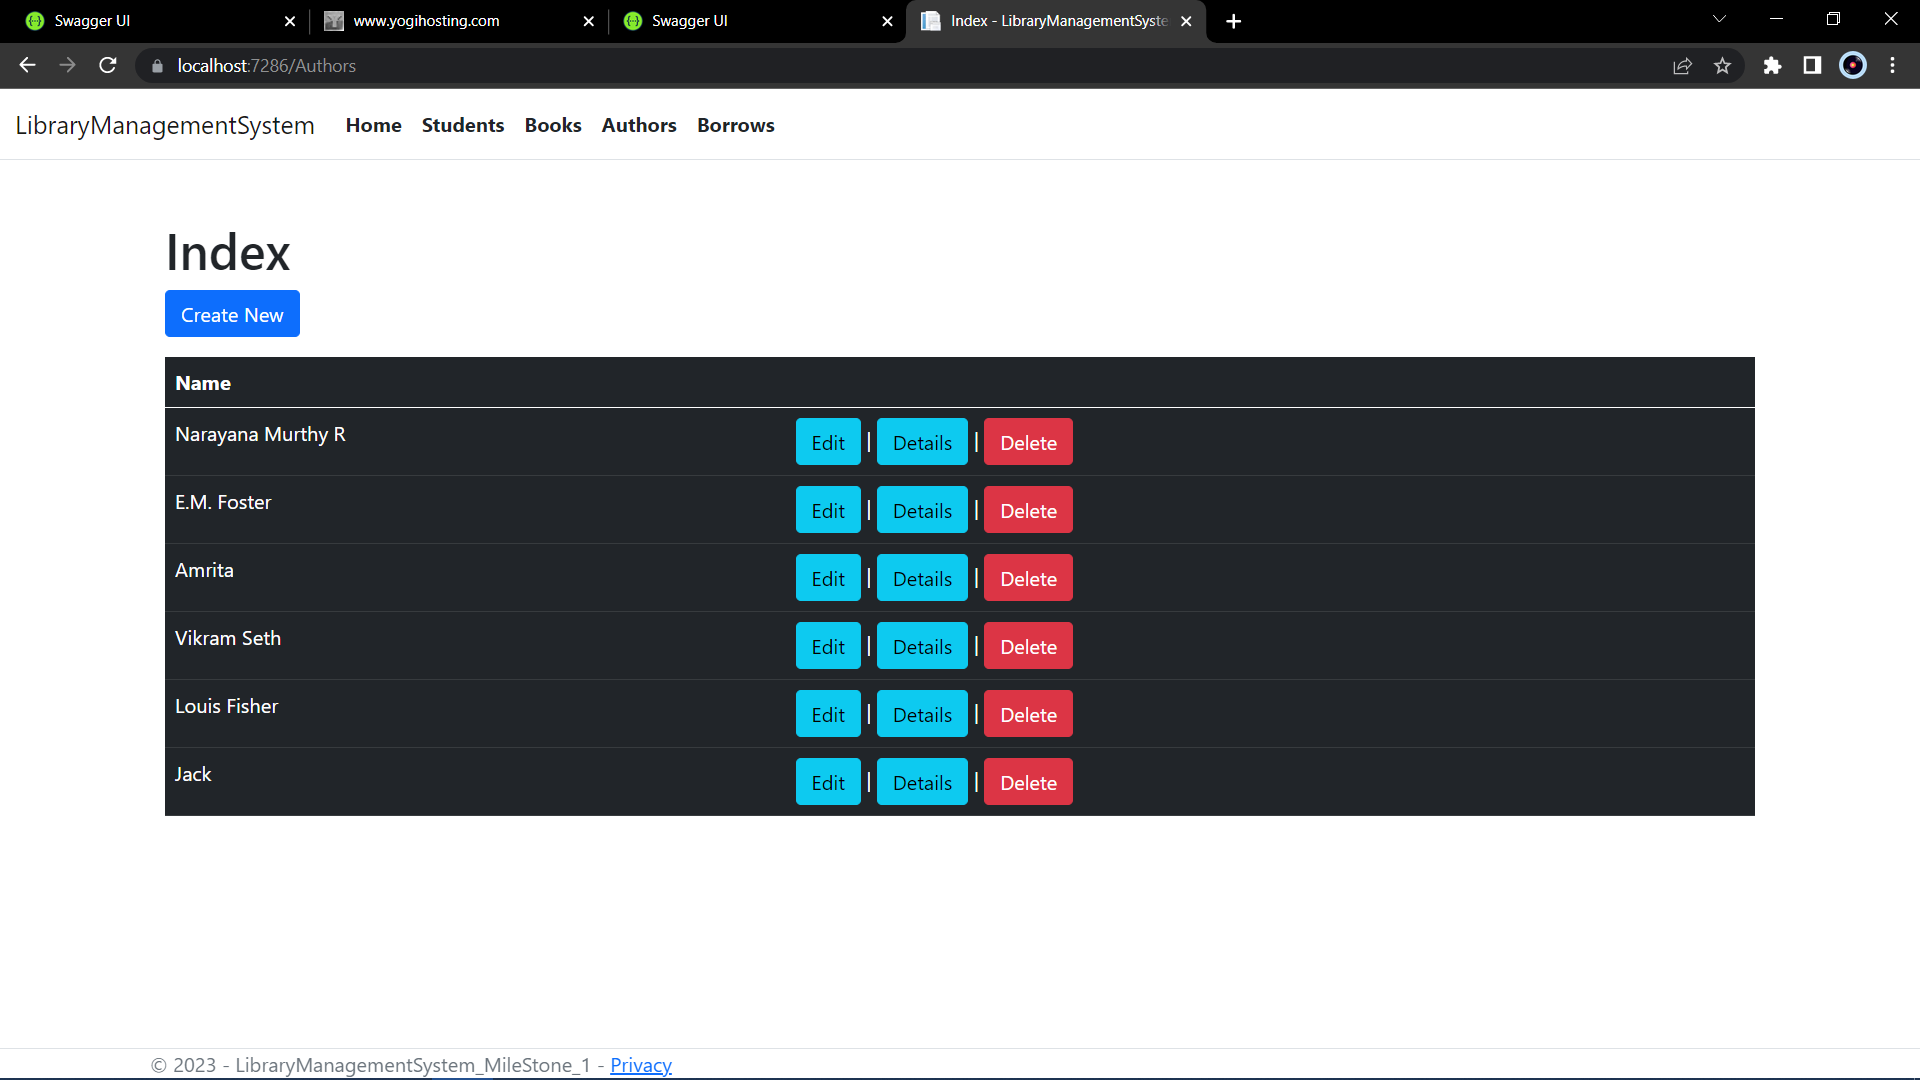 Swagger UI
www.yogihosting.com
Swagger UI
Index - LibraryManagementSyste
localhost:7286/Authors
LibraryManagementSystem Home Students Books Authors Borrows
Index
Create New
Name
Narayana Murthy R Edit | Details | Delete
E.M. Foster Edit | Details | Delete
Amrita Edit | Details | Delete
Vikram Seth Edit | Details | Delete
Louis Fisher Edit | Details | Delete
Jack Edit | Details | Delete
© 2023 - LibraryManagementSystem_MileStone_1 - Privacy